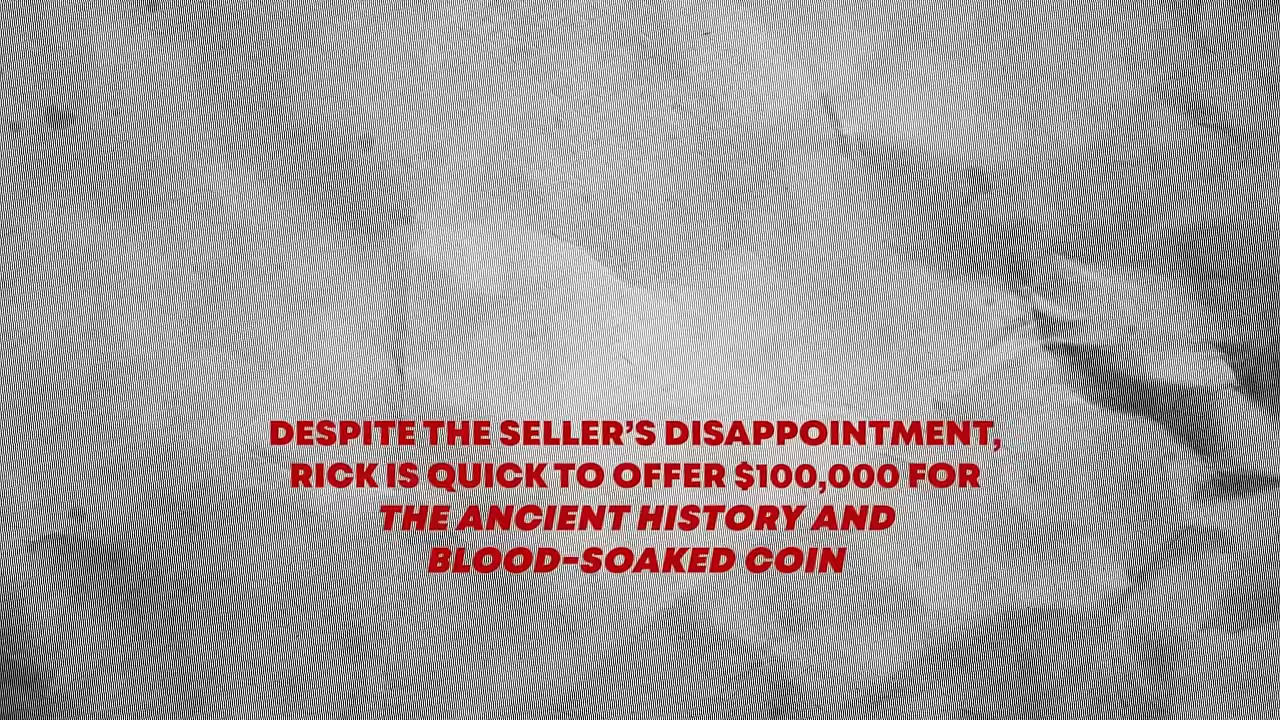 DESPITE THE SELLER'S DISAPPOINTMENT,
RICK IS QUICK TO OFFER $100,000 FOR
THE ANCIENT HISTORY AND
BLOOD-SOAKED COIN